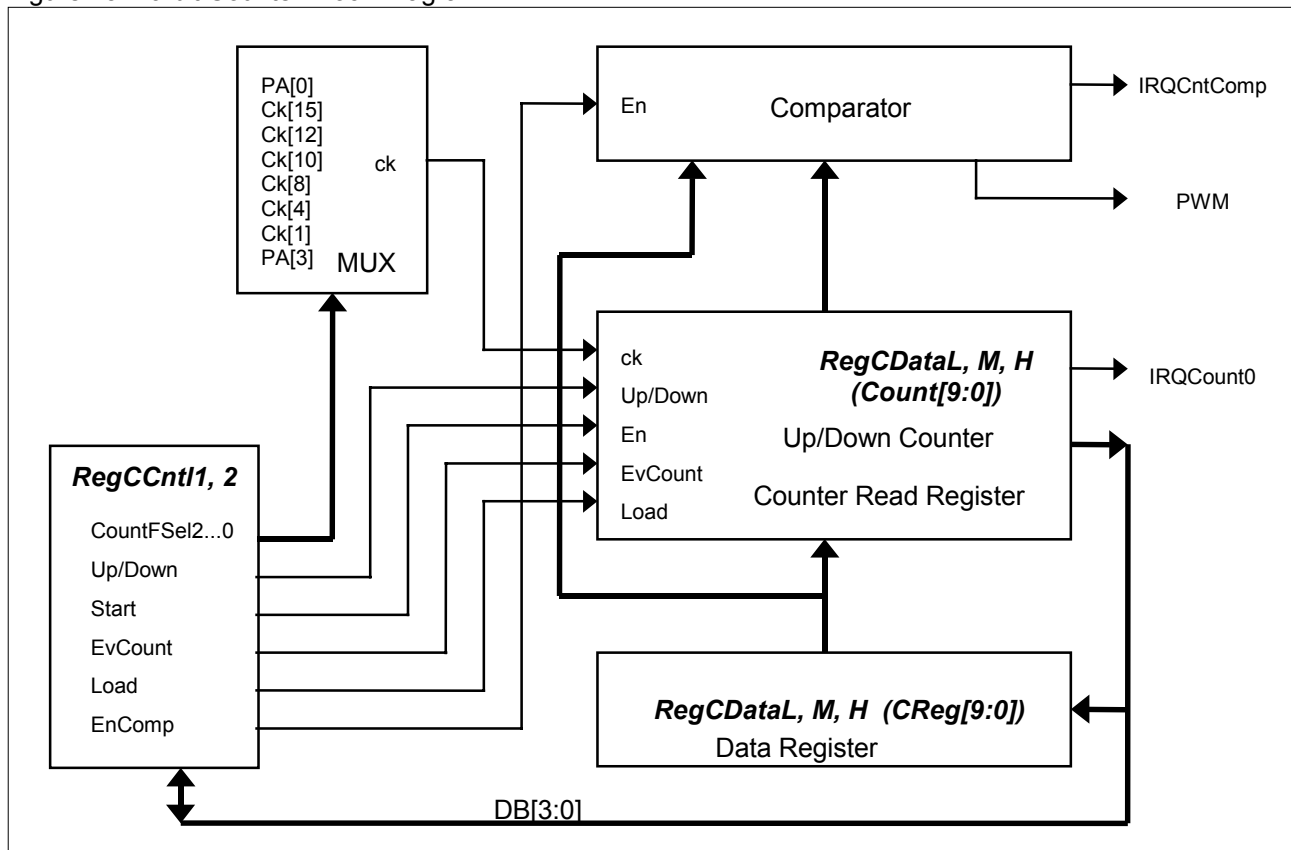 PA[0]
Ck[15]
Ck[12]
Ck[10]
Ck[8]
Ck[4]
Ck[1]
PA[3]
ck
MUX
En
Comparator
IRQCntComp
PWM
ck
Up/Down
En
EvCount
Load
RegCDataL, M, H
(Count[9:0])
Up/Down Counter
Counter Read Register
IRQCount0
RegCCntl1, 2
CountFSel2...0
Up/Down
Start
EvCount
Load
EnComp
RegCDataL, M, H (CReg[9:0])
Data Register
DB[3:0]